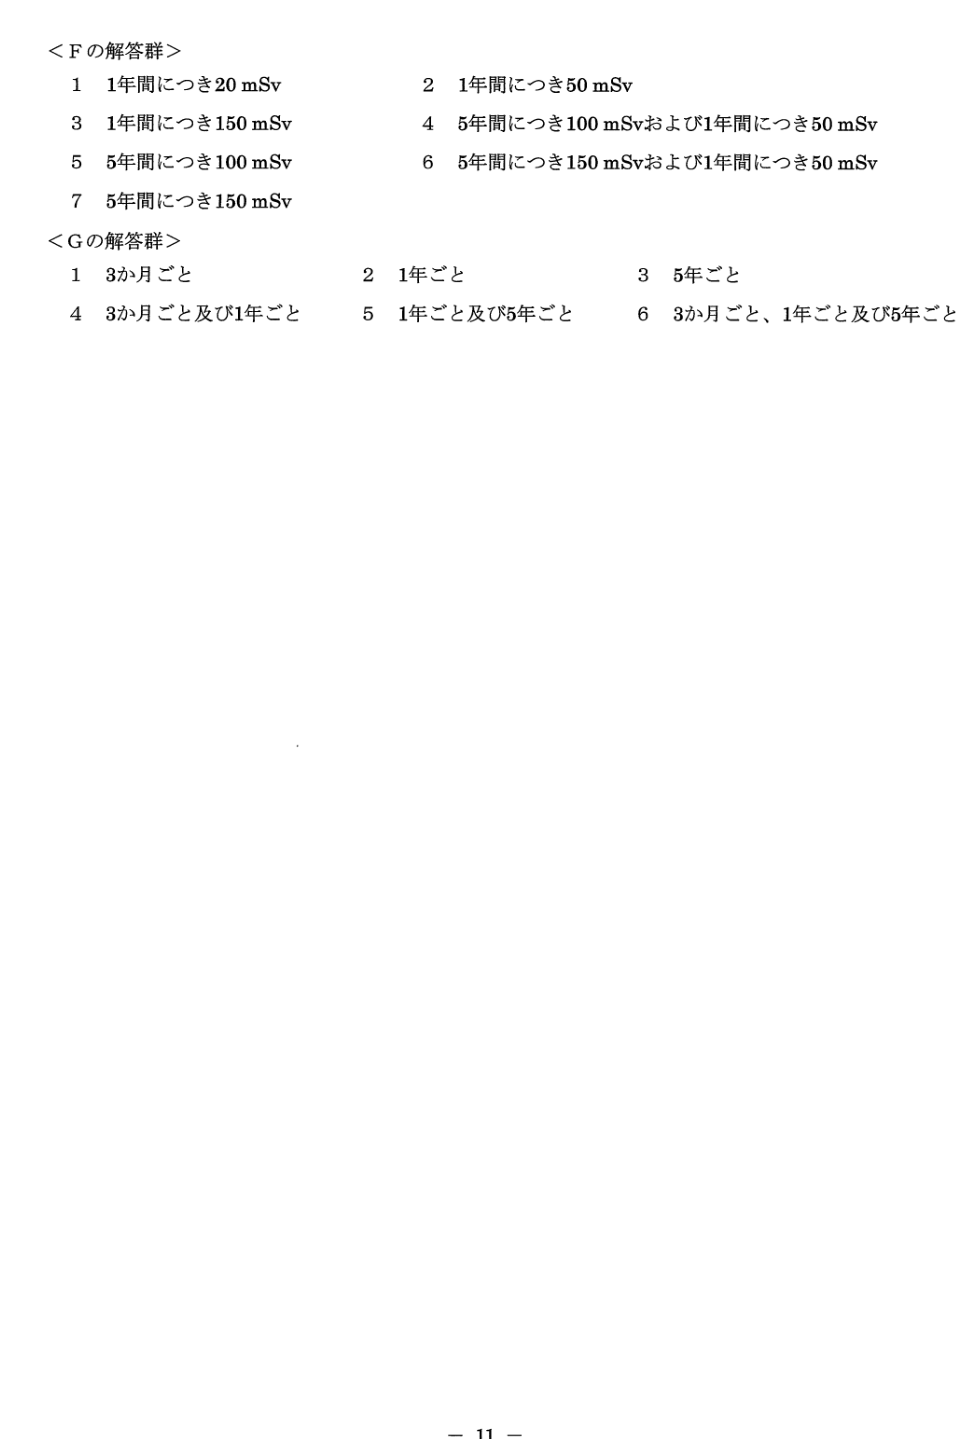 ＜Ｆの解答群＞
1 1年間につき20 mSv 2 1年間につき50 mSv
3 1年間につき150 mSv 4 5年間につき100 mSvおよび1年間につき50 mSv
5 5年間につき100 mSv 6 5年間につき150 mSvおよび1年間につき50 mSv
7 5年間につき150 mSv
＜Ｇの解答群＞
1 3か月ごと 2 1年ごと 3 5年ごと
4 3か月ごと及び1年ごと 5 1年ごと及び5年ごと 6 3か月ごと、1年ごと及び5年ごと
－ 11 －